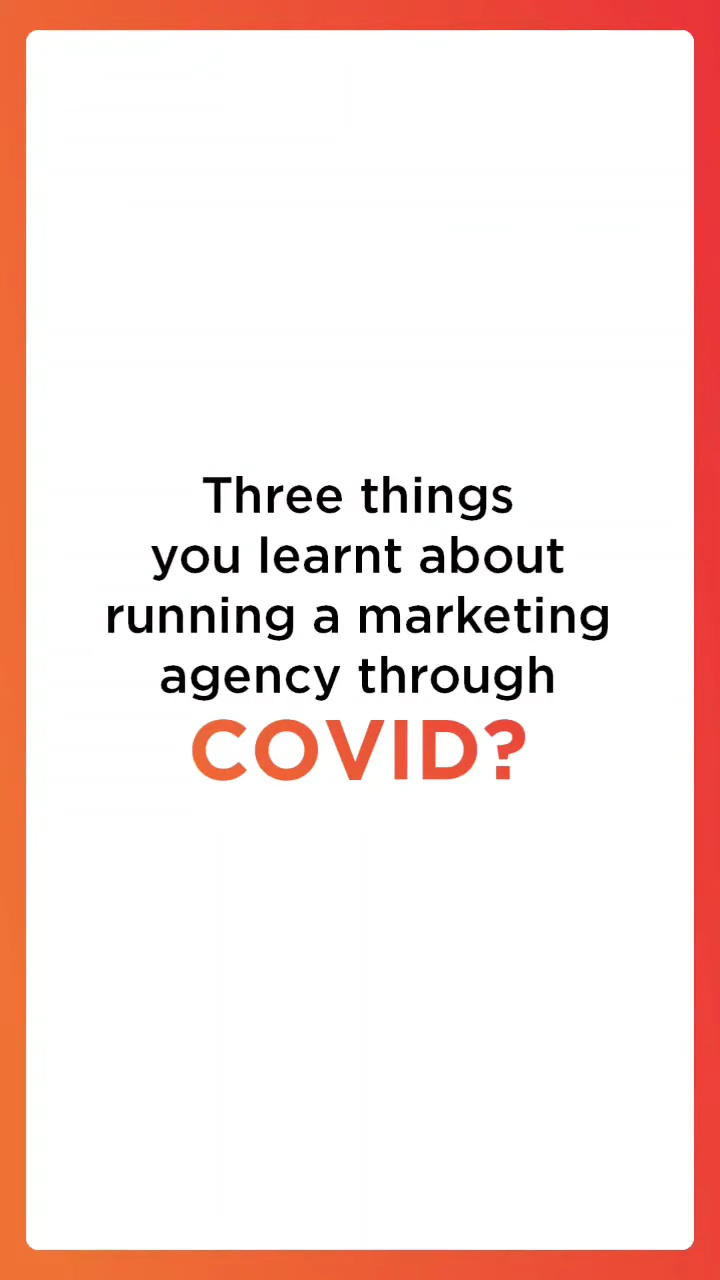 Three things
you learnt about
running a marketing
agency through
COVID?